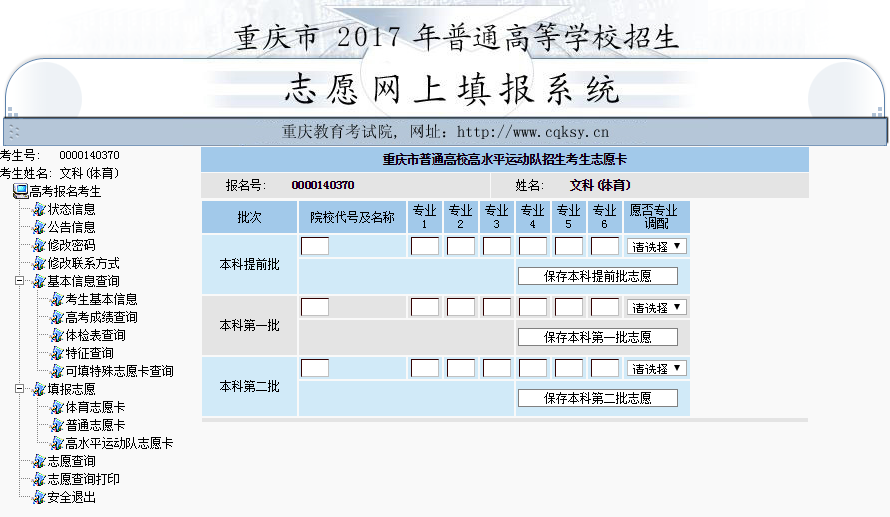 重庆市 2017 年普通高等学校招生
志愿网上填报系统
重庆教育考试院, 网址: http://www.cqksy.cn
考生号: 0000140370
考生姓名: 文科(体育)
高考报名考生
状态信息
公告信息
修改密码
修改联系方式
基本信息查询
考生基本信息
高考成绩查询
体检表查询
特征查询
可填特殊志愿卡查询
填报志愿
体育志愿卡
普通志愿卡
高水平运动队志愿卡
志愿查询
志愿查询打印
安全退出
重庆市普通高校高水平运动队招生考生志愿卡
报名号: 0000140370 姓名: 文科(体育)
批次 院校代号及名称 专业1 专业2 专业3 专业4 专业5 专业6 愿否专业调配
本科提前批 请选择
保存本科提前批志愿
本科第一批 请选择
保存本科第一批志愿
本科第二批 请选择
保存本科第二批志愿